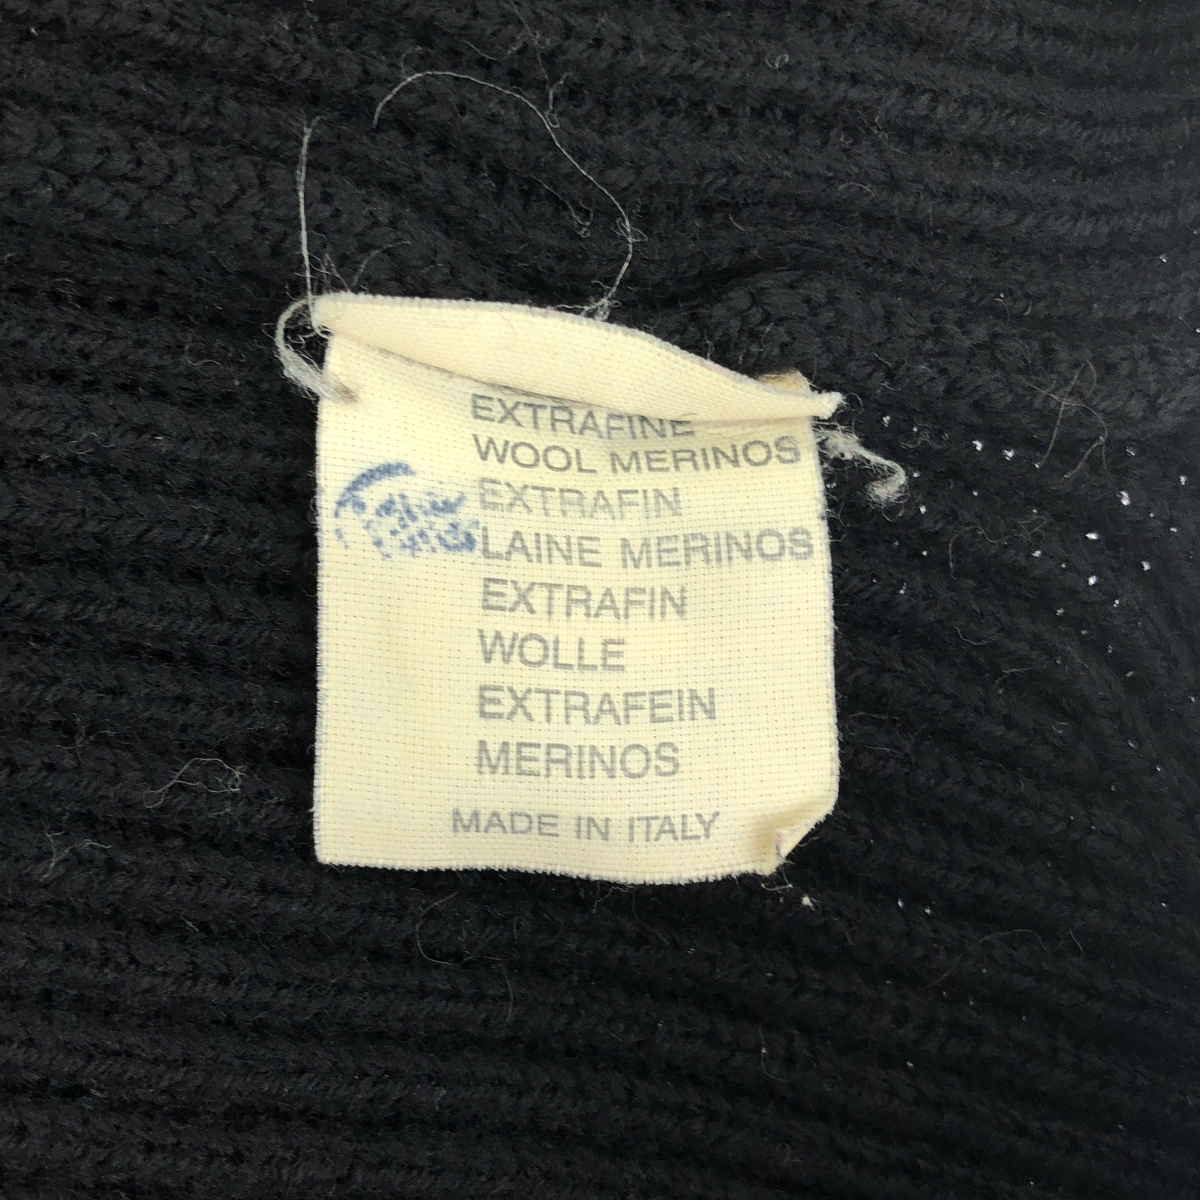 EXTRAFINE
WOOL MERINOS
EXTRAFIN
LAINE MERINOS
EXTRAFIN
WOLLE
EXTRAFEIN
MERINOS
MADE IN ITALY